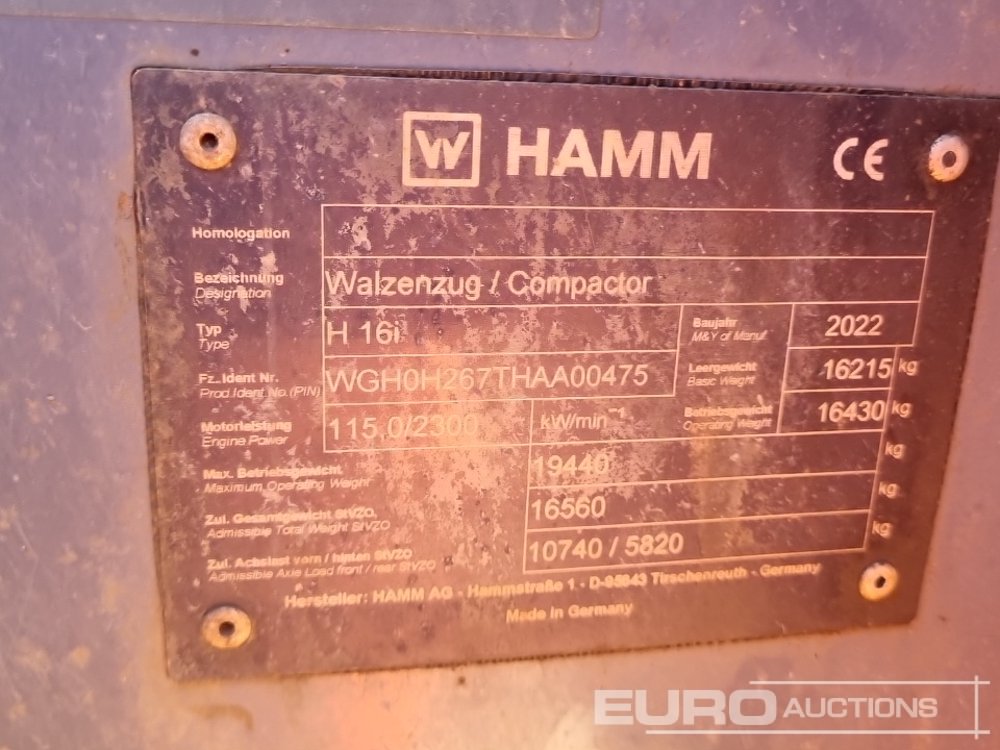 W HAMM CE
Homologation
Bezeichnung
Designation
Walzenzug / Compactor
Typ
Type
H 16i
Baujahr
M&Y of Manuf.
2022
Fz. Ident Nr.
Prod.Ident.No.(PIN)
WGH0H267THAA00475
Leergewicht
Basic Weight
16215 kg
Motorleistung
Engine Power
115.0/2300
kW/min⁻¹
Betriebsgewicht
Operating Weight
16430 kg
Max. Betriebsgewicht
Maximum Operating Weight
19440 kg
Zul. Gesamtgewicht StVZO
Admissible Total Weight StVZO
16560 kg
Zul. Achslast vorn / hinten StVZO
Admissible Axle Load front / rear StVZO
10740 / 5820 kg
Hersteller: HAMM AG - Hammstraße 1 - D-95643 Tirschenreuth - Germany
Made in Germany
EURO AUCTIONS